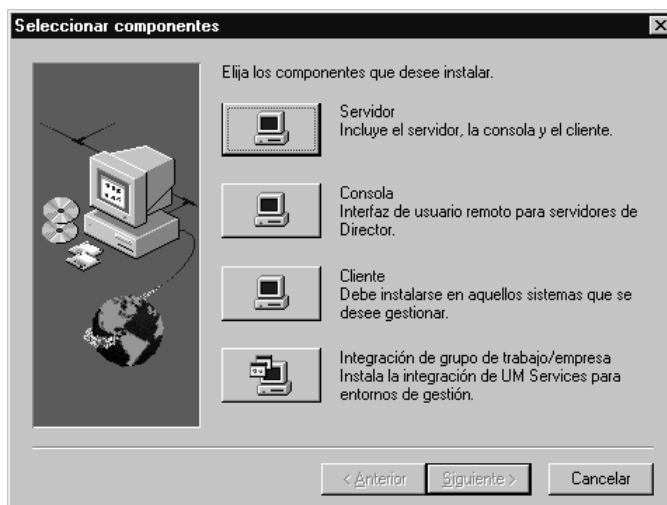 Seleccionar componentes
Elija los componentes que desee instalar.
Servidor
Incluye el servidor, la consola y el cliente.
Consola
Interfaz de usuario remoto para servidores de
Director.
Cliente
Debe instalarse en aquellos sistemas que se
desee gestionar.
Integración de grupo de trabajo/empresa
Instala la integración de UM Services para
entornos de gestión.
< Anterior
Siguiente >
Cancelar